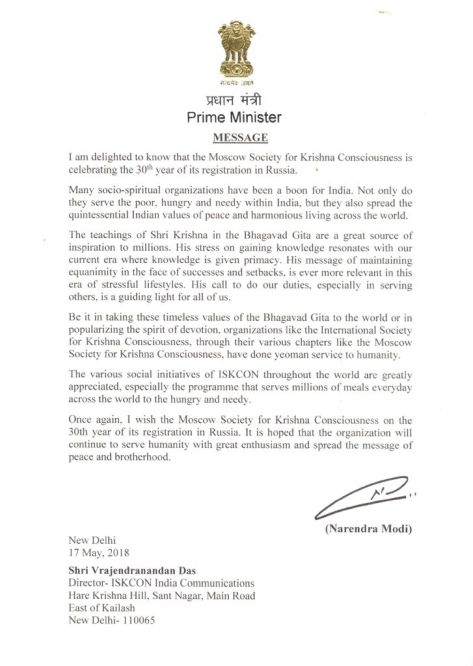 सत्यमेव जयते
प्रधान मंत्री
Prime Minister
MESSAGE
I am delighted to know that the Moscow Society for Krishna Consciousness is
celebrating the 30th year of its registration in Russia.
Many socio-spiritual organizations have been a boon for India. Not only do
they serve the poor, hungry and needy within India, but they also spread the
quintessential Indian values of peace and harmonious living across the world.
The teachings of Shri Krishna in the Bhagavad Gita are a great source of
inspiration to millions. His stress on gaining knowledge resonates with our
current era where knowledge is given primacy. His message of maintaining
equanimity in the face of successes and setbacks, is ever more relevant in this
era of stressful lifestyles. His call to do our duties, especially in serving
others, is a guiding light for all of us.
Be it in taking these timeless values of the Bhagavad Gita to the world or in
popularizing the spirit of devotion, organizations like the International Society
for Krishna Consciousness, through their various chapters like the Moscow
Society for Krishna Consciousness, have done yeoman service to humanity.
The various social initiatives of ISKCON throughout the world are greatly
appreciated, especially the programme that serves millions of meals everyday
across the world to the hungry and needy.
Once again, I wish the Moscow Society for Krishna Consciousness on the
30th year of its registration in Russia. It is hoped that the organization will
continue to serve humanity with great enthusiasm and spread the message of
peace and brotherhood.
(Narendra Modi)
New Delhi
17 May, 2018
Shri Vrajendranandan Das
Director- ISKCON India Communications
Hare Krishna Hill, Sant Nagar, Main Road
East of Kailash
New Delhi- 110065